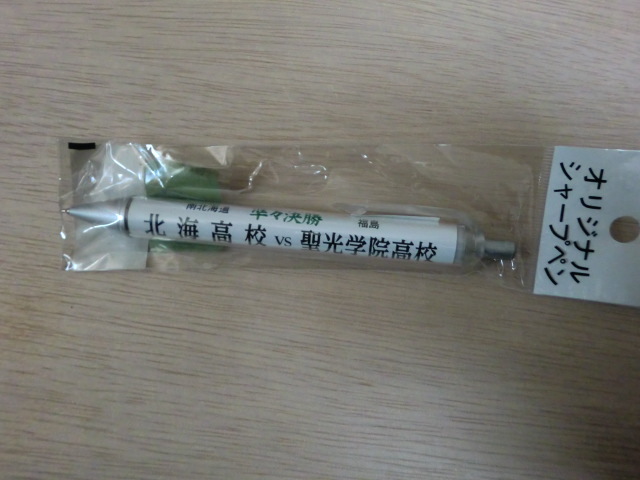 南北海道 準々決勝 福島
北海高校 vs 聖光学院高校
オリジナル
シャープペン